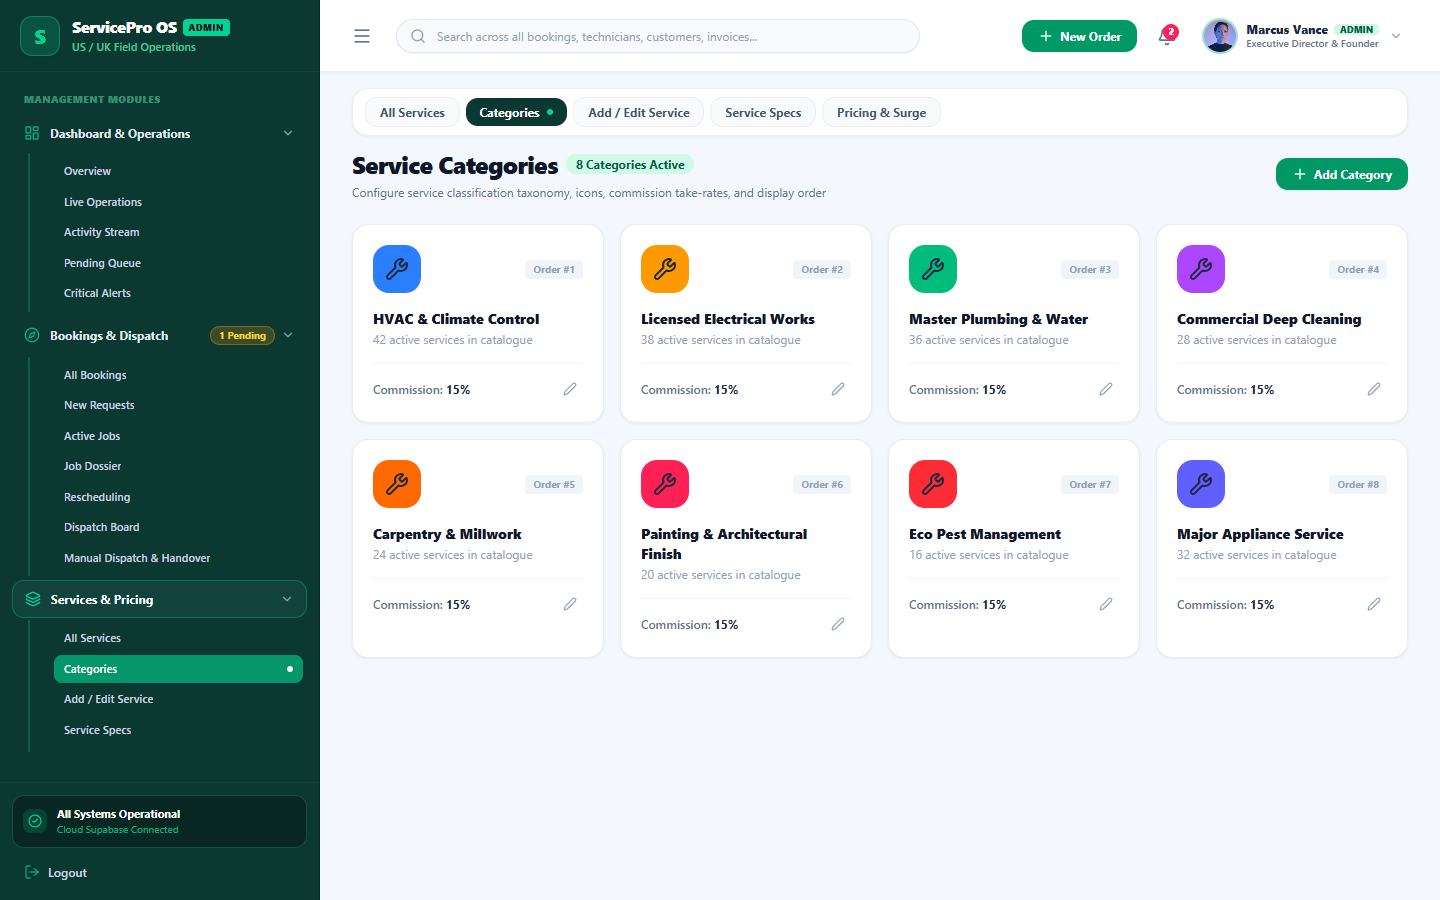 S
ServicePro OS ADMIN
US / UK Field Operations
MANAGEMENT MODULES
Dashboard & Operations
Overview
Live Operations
Activity Stream
Pending Queue
Critical Alerts
Bookings & Dispatch 1 Pending
All Bookings
New Requests
Active Jobs
Job Dossier
Rescheduling
Dispatch Board
Manual Dispatch & Handover
Services & Pricing
All Services
Categories
Add / Edit Service
Service Specs
All Systems Operational
Cloud Supabase Connected
Logout
Search across all bookings, technicians, customers, invoices...
New Order
2
Marcus Vance ADMIN
Executive Director & Founder
All Services Categories Add / Edit Service Service Specs Pricing & Surge
Service Categories 8 Categories Active
Configure service classification taxonomy, icons, commission take-rates, and display order
Add Category
Order #1
HVAC & Climate Control
42 active services in catalogue
Commission: 15%
Order #2
Licensed Electrical Works
38 active services in catalogue
Commission: 15%
Order #3
Master Plumbing & Water
36 active services in catalogue
Commission: 15%
Order #4
Commercial Deep Cleaning
28 active services in catalogue
Commission: 15%
Order #5
Carpentry & Millwork
24 active services in catalogue
Commission: 15%
Order #6
Painting & Architectural
Finish
20 active services in catalogue
Commission: 15%
Order #7
Eco Pest Management
16 active services in catalogue
Commission: 15%
Order #8
Major Appliance Service
32 active services in catalogue
Commission: 15%